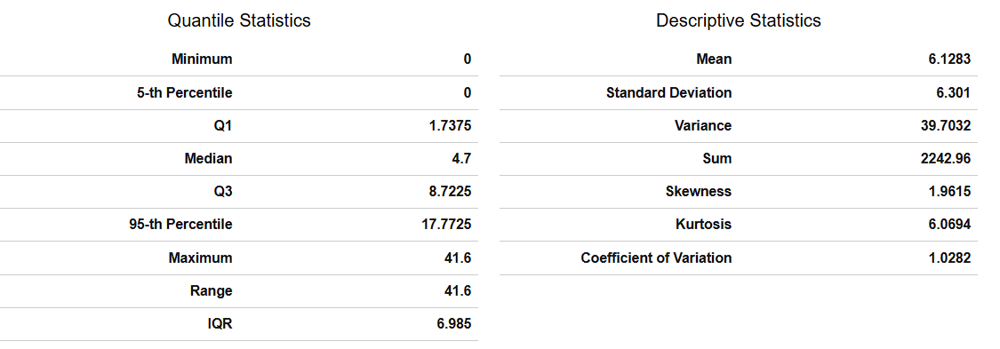 Quantile Statistics
Minimum 0
5-th Percentile 0
Q1 1.7375
Median 4.7
Q3 8.7225
95-th Percentile 17.7725
Maximum 41.6
Range 41.6
IQR 6.985
Descriptive Statistics
Mean 6.1283
Standard Deviation 6.301
Variance 39.7032
Sum 2242.96
Skewness 1.9615
Kurtosis 6.0694
Coefficient of Variation 1.0282